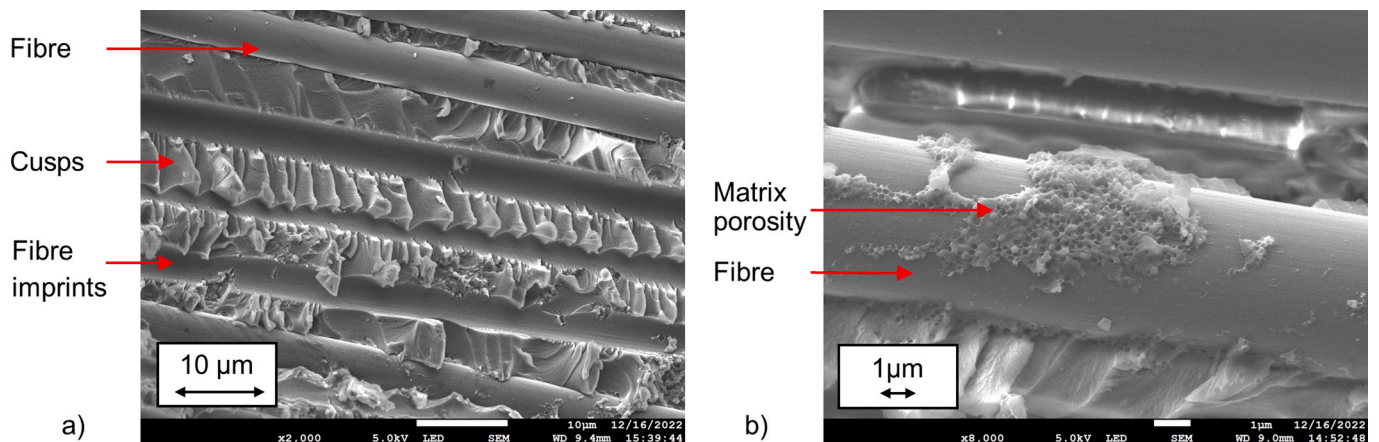 Fibre
Cusps
Fibre
imprints
10 µm
a)
10µm 12/16/2022
x2,000 5.0kV LED SEM WD 9.4mm 15:39:44
Matrix
porosity
Fibre
1µm
b)
1µm 12/16/2022
x8,000 5.0kV LED SEM WD 9.0mm 14:52:48